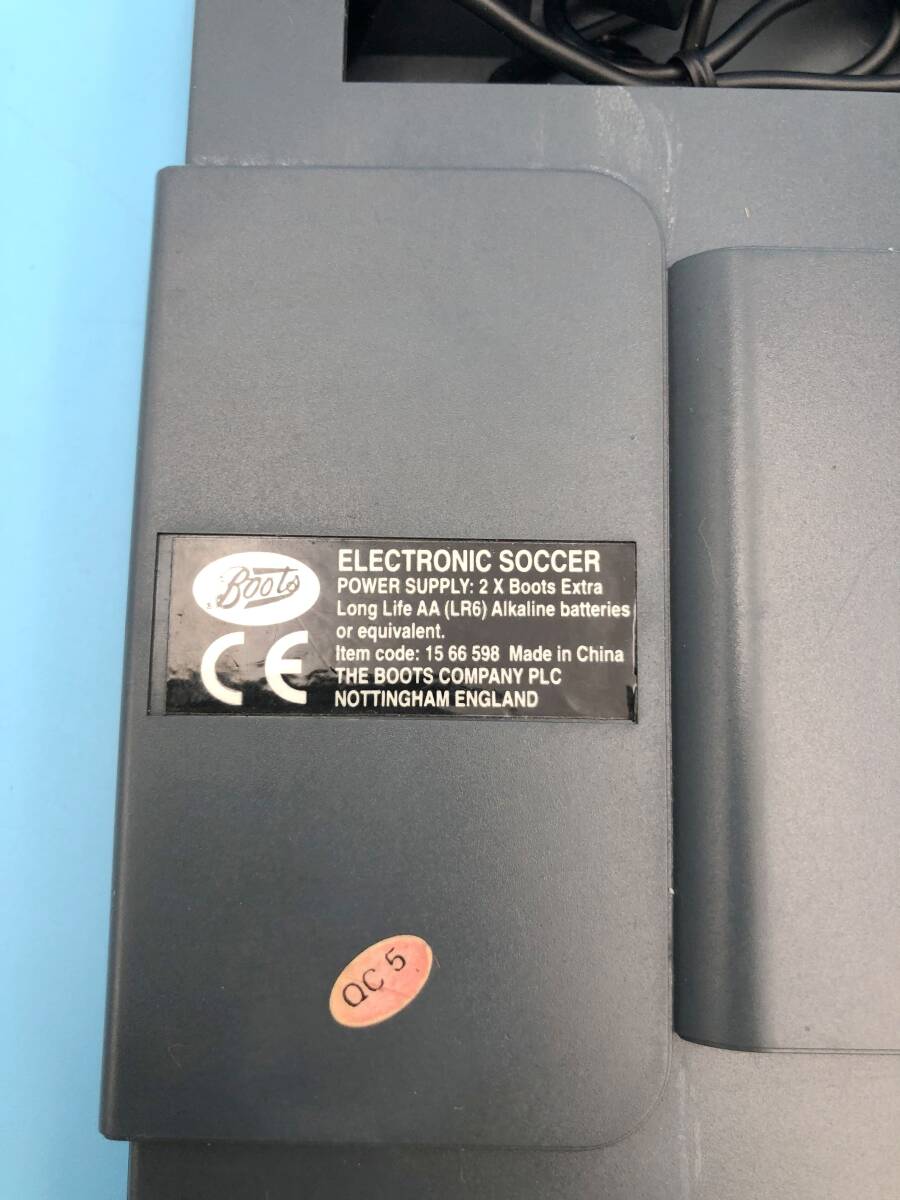 Boots
®
ELECTRONIC SOCCER
POWER SUPPLY: 2 X Boots Extra
Long Life AA (LR6) Alkaline batteries
or equivalent.
Item code: 15 66 598 Made in China
THE BOOTS COMPANY PLC
NOTTINGHAM ENGLAND
CE
QC 5